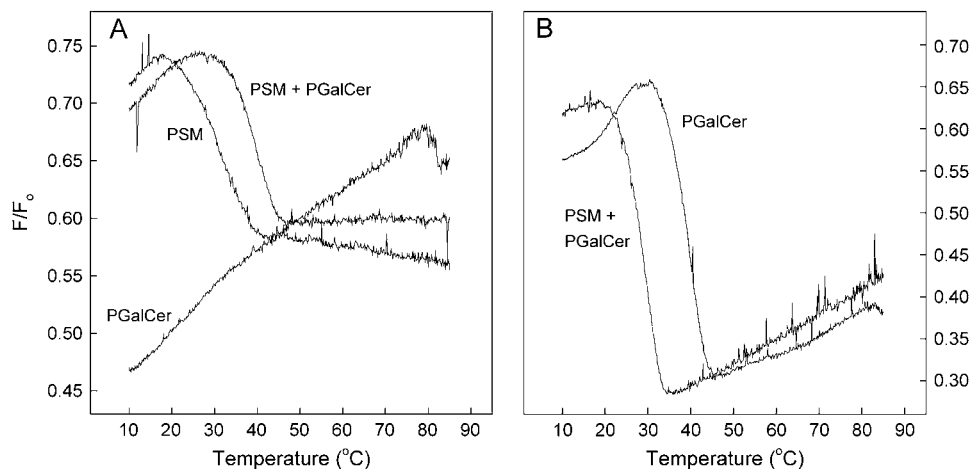 A
0.75
0.70
0.65
0.60
0.55
0.50
0.45
F/Fo
PSM + PGalCer
PSM
PGalCer
10 20 30 40 50 60 70 80 90
Temperature (°C)
B
0.70
0.65
0.60
0.55
0.50
0.45
0.40
0.35
0.30
PGalCer
PSM +
PGalCer
10 20 30 40 50 60 70 80 90
Temperature (°C)